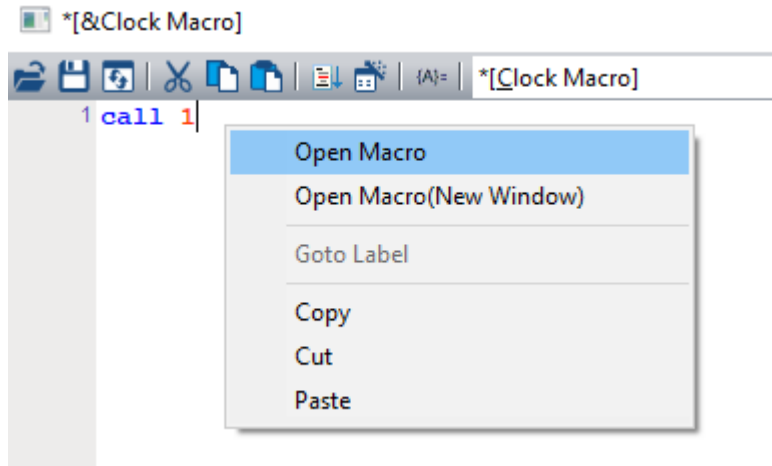 *[&Clock Macro]
{A}= *[Clock Macro]
1 call 1
Open Macro
Open Macro(New Window)
Goto Label
Copy
Cut
Paste